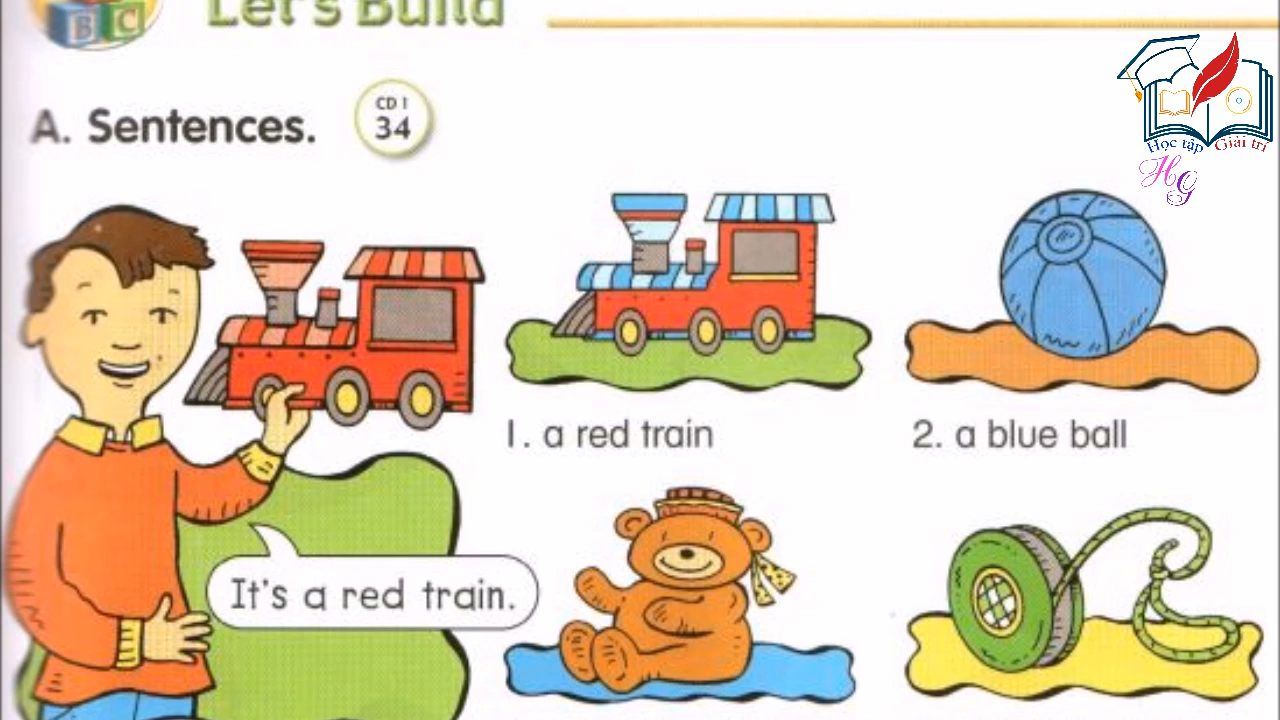 B C
Let's Build
A. Sentences.
CD 1
34
Học tập Giải trí
HG
1. a red train
2. a blue ball
It's a red train.